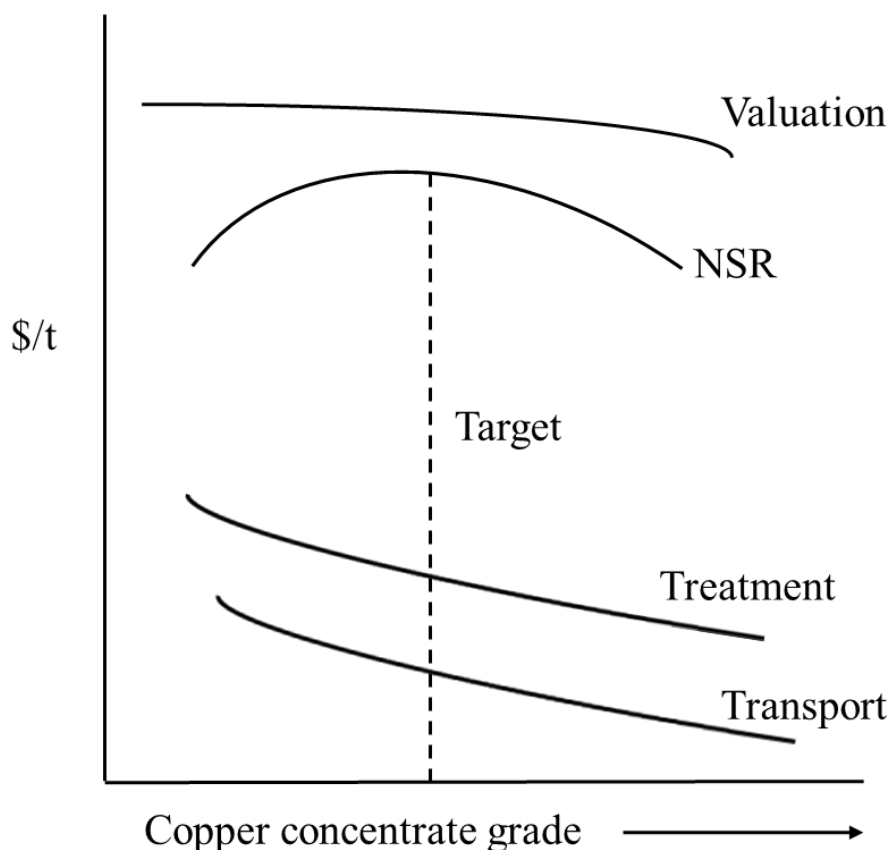 Valuation
NSR
$/t
Target
Treatment
Transport
Copper concentrate grade